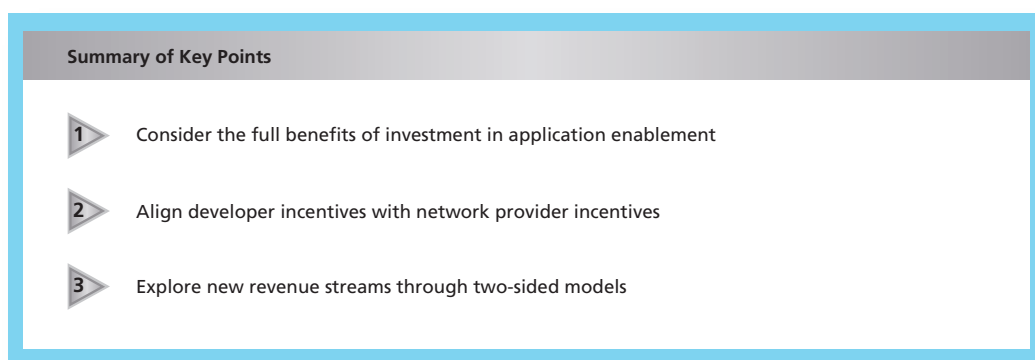 Summary of Key Points
1 Consider the full benefits of investment in application enablement
2 Align developer incentives with network provider incentives
3 Explore new revenue streams through two-sided models